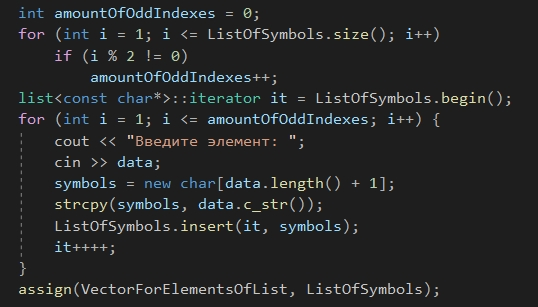 int amountOfOddIndexes = 0;
for (int i = 1; i <= ListOfSymbols.size(); i++)
if (i % 2 != 0)
amountOfOddIndexes++;
list<const char*>::iterator it = ListOfSymbols.begin();
for (int i = 1; i <= amountOfOddIndexes; i++) {
cout << "Введите элемент: ";
cin >> data;
symbols = new char[data.length() + 1];
strcpy(symbols, data.c_str());
ListOfSymbols.insert(it, symbols);
it++++;
}
assign(VectorForElementsOfList, ListOfSymbols);